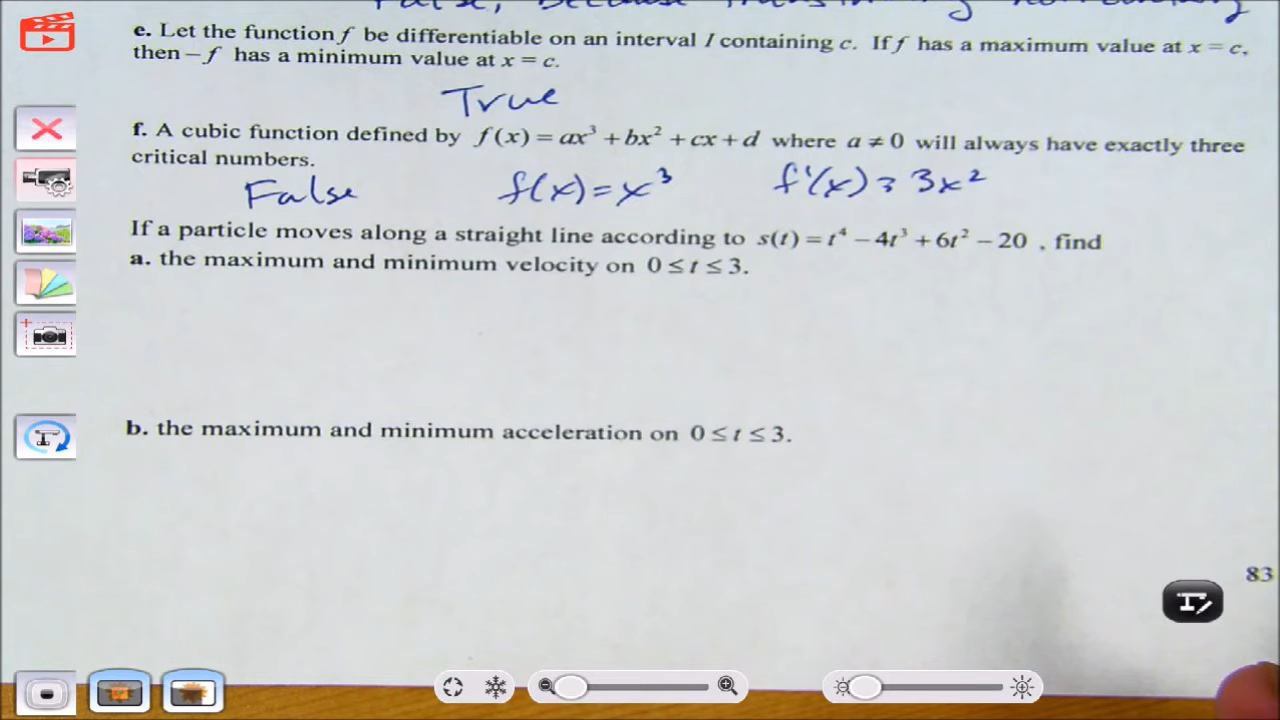 False, because
e. Let the function f be differentiable on an interval I containing c. If f has a maximum value at x = c,
then −f has a minimum value at x = c.
True
f. A cubic function defined by f(x) = ax³ + bx² + cx + d where a ≠ 0 will always have exactly three
critical numbers.
False f(x) = x³ f'(x) = 3x²
If a particle moves along a straight line according to s(t) = t⁴ − 4t³ + 6t² − 20 , find
a. the maximum and minimum velocity on 0 ≤ t ≤ 3.
b. the maximum and minimum acceleration on 0 ≤ t ≤ 3.
83